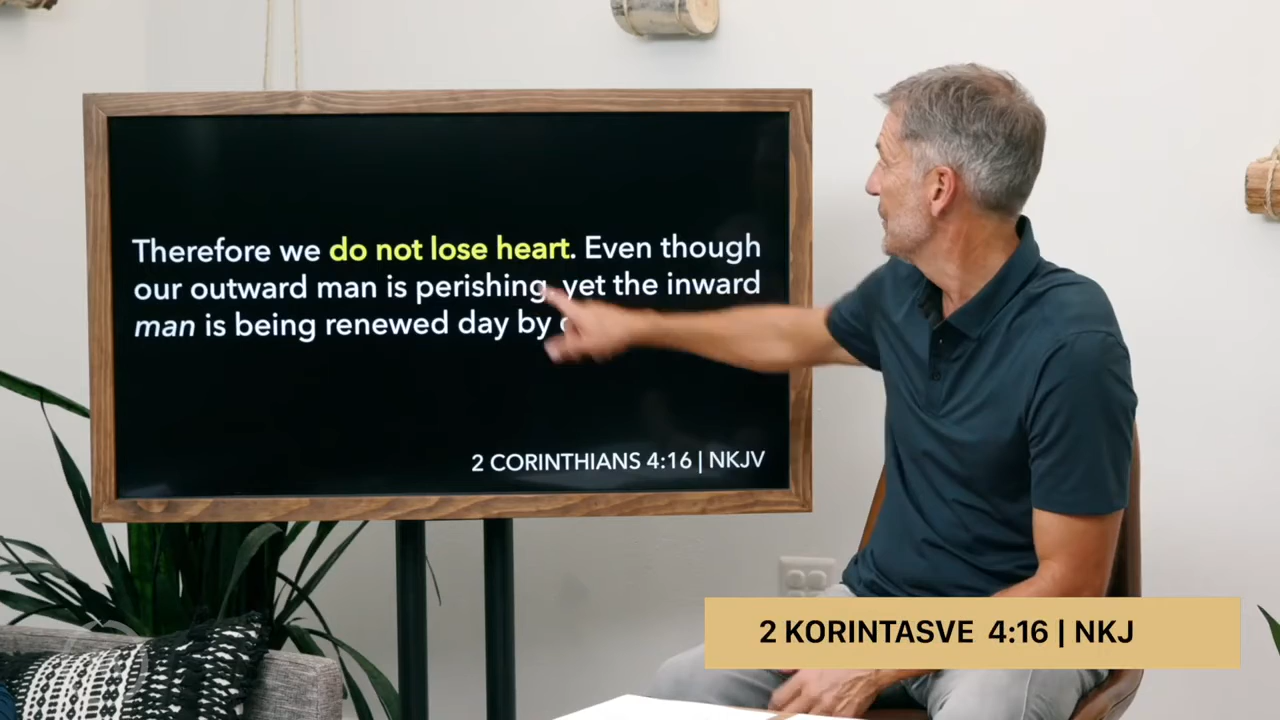 Therefore we do not lose heart. Even though
our outward man is perishing, yet the inward
man is being renewed day by
2 CORINTHIANS 4:16 | NKJV
2 KORINTASVE 4:16 | NKJ